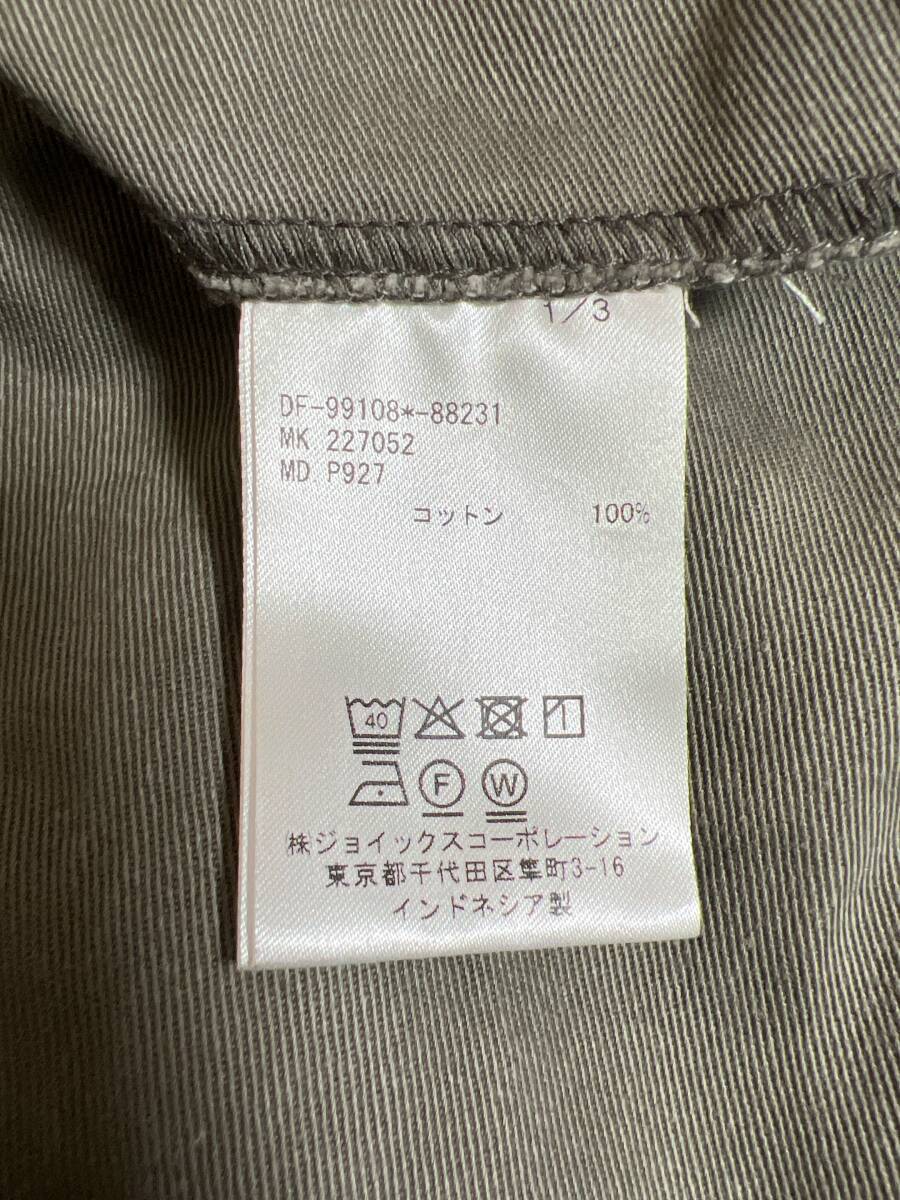 1/3
DF-99108*-88231
MK 227052
MD P927
コットン 100%
40 1
F W
㈱ジョイックスコーポレーション
東京都千代田区隼町3-16
インドネシア製